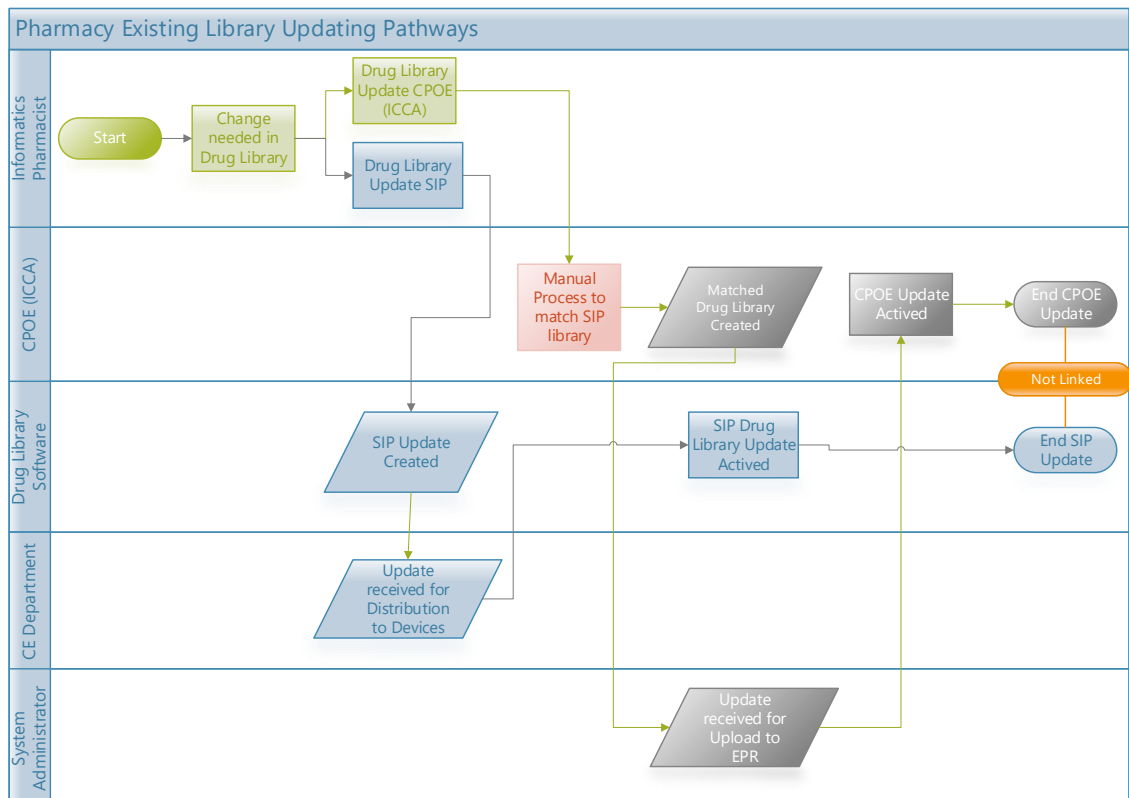 Pharmacy Existing Library Updating Pathways
Informatics
Pharmacist
Start
Change
needed in
Drug Library
Drug Library
Update CPOE
(ICCA)
Drug Library
Update SIP
CPOE (ICCA)
Manual
Process to
match SIP
library
Matched
Drug Library
Created
CPOE Update
Actived
End CPOE
Update
Not Linked
Drug Library
Software
SIP Update
Created
SIP Drug
Library Update
Actived
End SIP
Update
CE Department
Update
received for
Distribution
to Devices
System
Administrator
Update
received for
Upload to
EPR